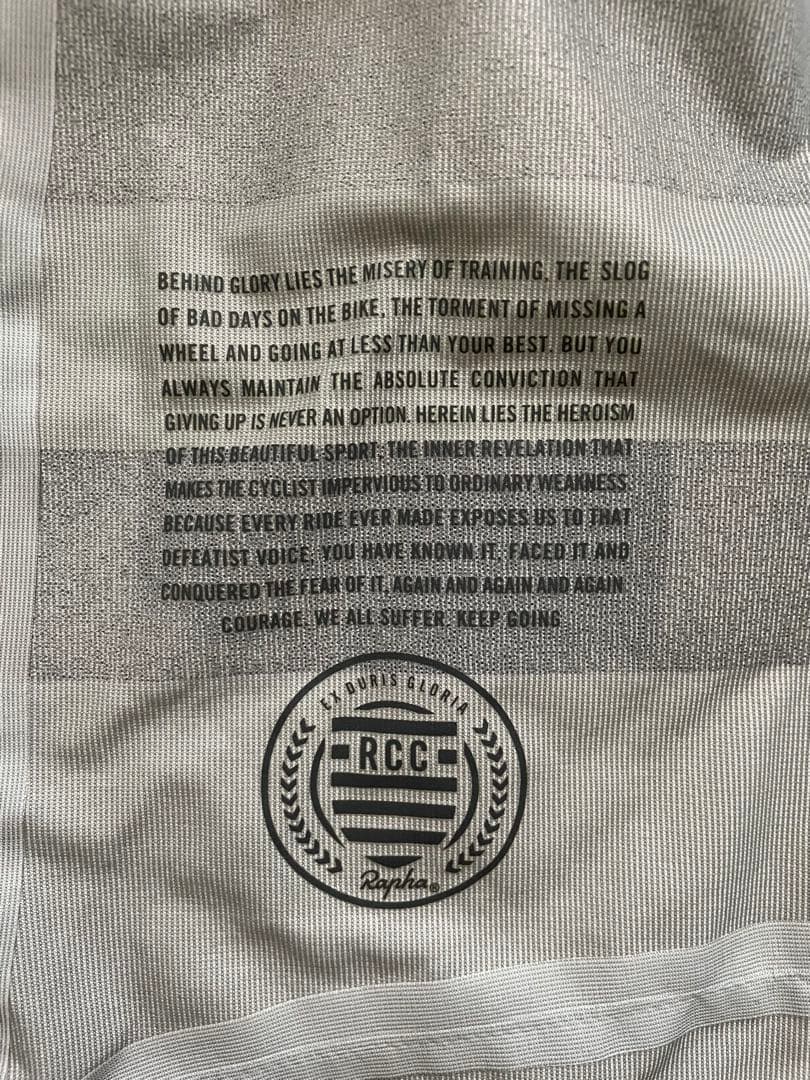 BEHIND GLORY LIES THE MISERY OF TRAINING, THE SLOG
OF BAD DAYS ON THE BIKE, THE TORMENT OF MISSING A
WHEEL AND GOING AT LESS THAN YOUR BEST. BUT YOU
ALWAYS MAINTAIN THE ABSOLUTE CONVICTION THAT
GIVING UP IS NEVER AN OPTION. HEREIN LIES THE HEROISM
OF THIS BEAUTIFUL SPORT, THE INNER REVELATION THAT
MAKES THE CYCLIST IMPERVIOUS TO ORDINARY WEAKNESS
BECAUSE EVERY RIDE EVER MADE EXPOSES US TO THAT
DEFEATIST VOICE. YOU HAVE KNOWN IT, FACED IT AND
CONQUERED THE FEAR OF IT, AGAIN AND AGAIN AND AGAIN
COURAGE. WE ALL SUFFER. KEEP GOING
EX DURIS GLORIA
RCC
Rapha®